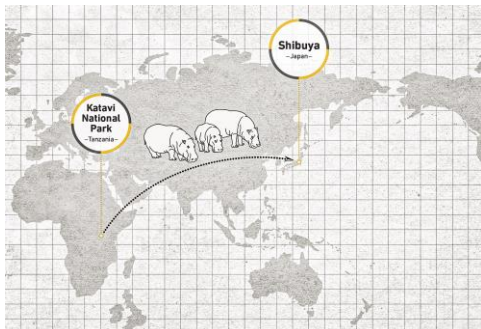 Katavi
National
Park
–Tanzania–
Shibuya
–Japan–